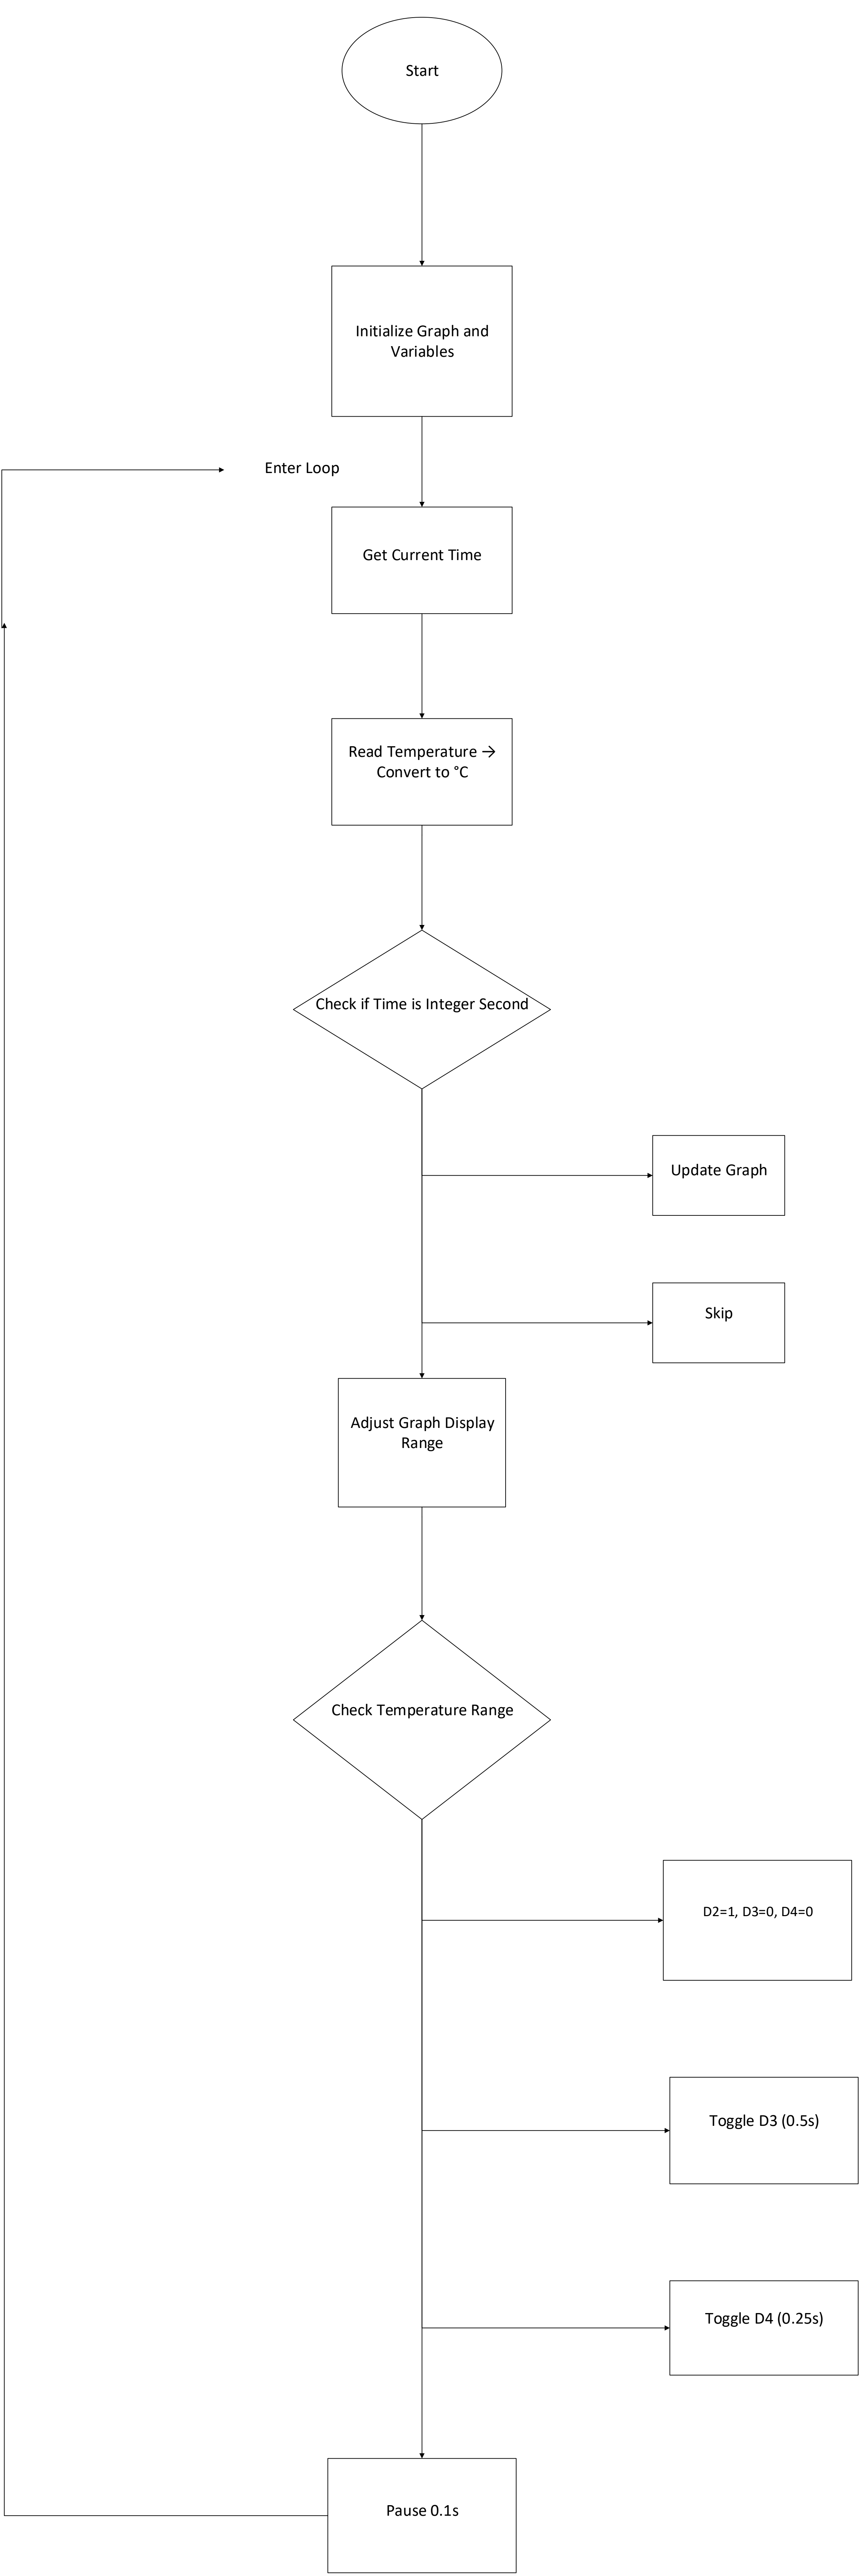 Start
Initialize Graph and
Variables
Enter Loop
Get Current Time
Read Temperature →
Convert to °C
Check if Time is Integer Second
Update Graph
Skip
Adjust Graph Display
Range
Check Temperature Range
D2=1, D3=0, D4=0
Toggle D3 (0.5s)
Toggle D4 (0.25s)
Pause 0.1s